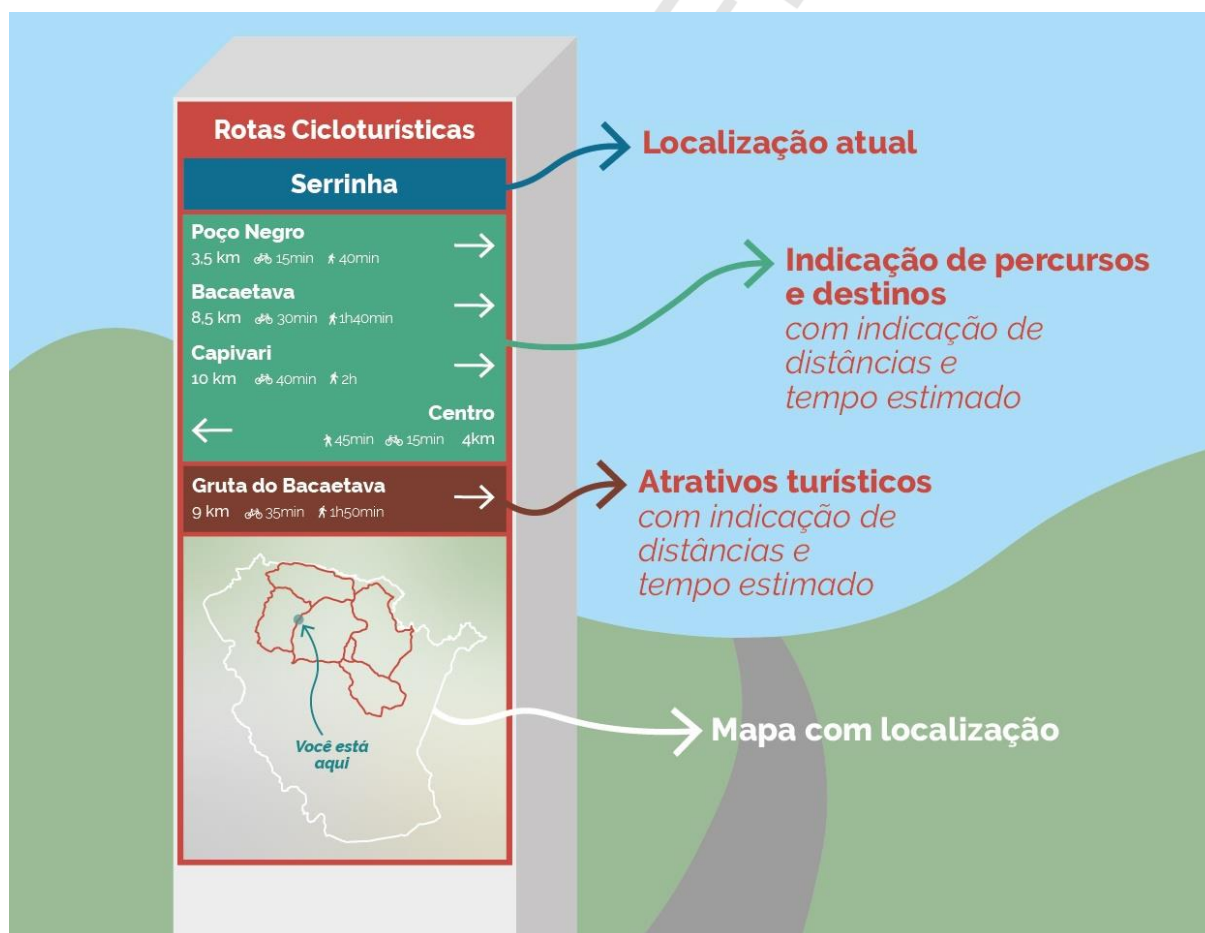 Rotas Cicloturísticas
Serrinha
Poço Negro
3,5 km 15min 40min
Bacaetava
8,5 km 30min 1h40min
Capivari
10 km 40min 2h
Centro
45min 15min 4km
Gruta do Bacaetava
9 km 35min 1h50min
Você está
aqui
Localização atual
Indicação de percursos
e destinos
com indicação de
distâncias e
tempo estimado
Atrativos turísticos
com indicação de
distâncias e
tempo estimado
Mapa com localização